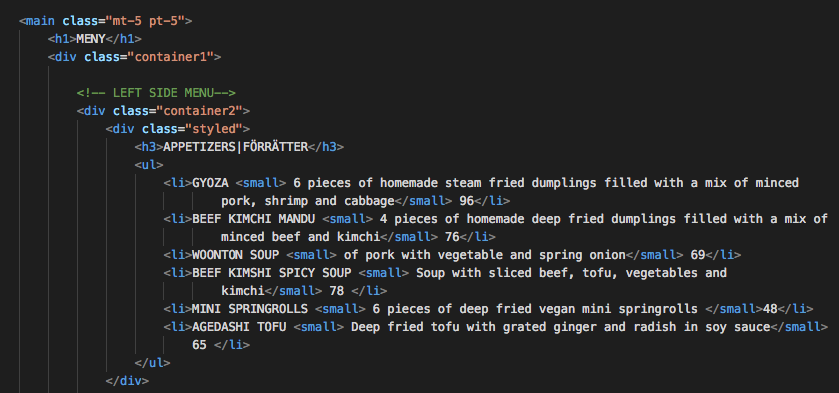 <main class="mt-5 pt-5">
<h1>MENY</h1>
<div class="container1">
<!-- LEFT SIDE MENU-->
<div class="container2">
<div class="styled">
<h3>APPETIZERS|FÖRRÄTTER</h3>
<ul>
<li>GYOZA <small> 6 pieces of homemade steam fried dumplings filled with a mix of minced
pork, shrimp and cabbage</small> 96</li>
<li>BEEF KIMCHI MANDU <small> 4 pieces of homemade deep fried dumplings filled with a mix of
minced beef and kimchi</small> 76</li>
<li>WOONTON SOUP <small> of pork with vegetable and spring onion</small> 69</li>
<li>BEEF KIMSHI SPICY SOUP <small> Soup with sliced beef, tofu, vegetables and
kimchi</small> 78 </li>
<li>MINI SPRINGROLLS <small> 6 pieces of deep fried vegan mini springrolls </small>48</li>
<li>AGEDASHI TOFU <small> Deep fried tofu with grated ginger and radish in soy sauce</small>
65 </li>
</ul>
</div>